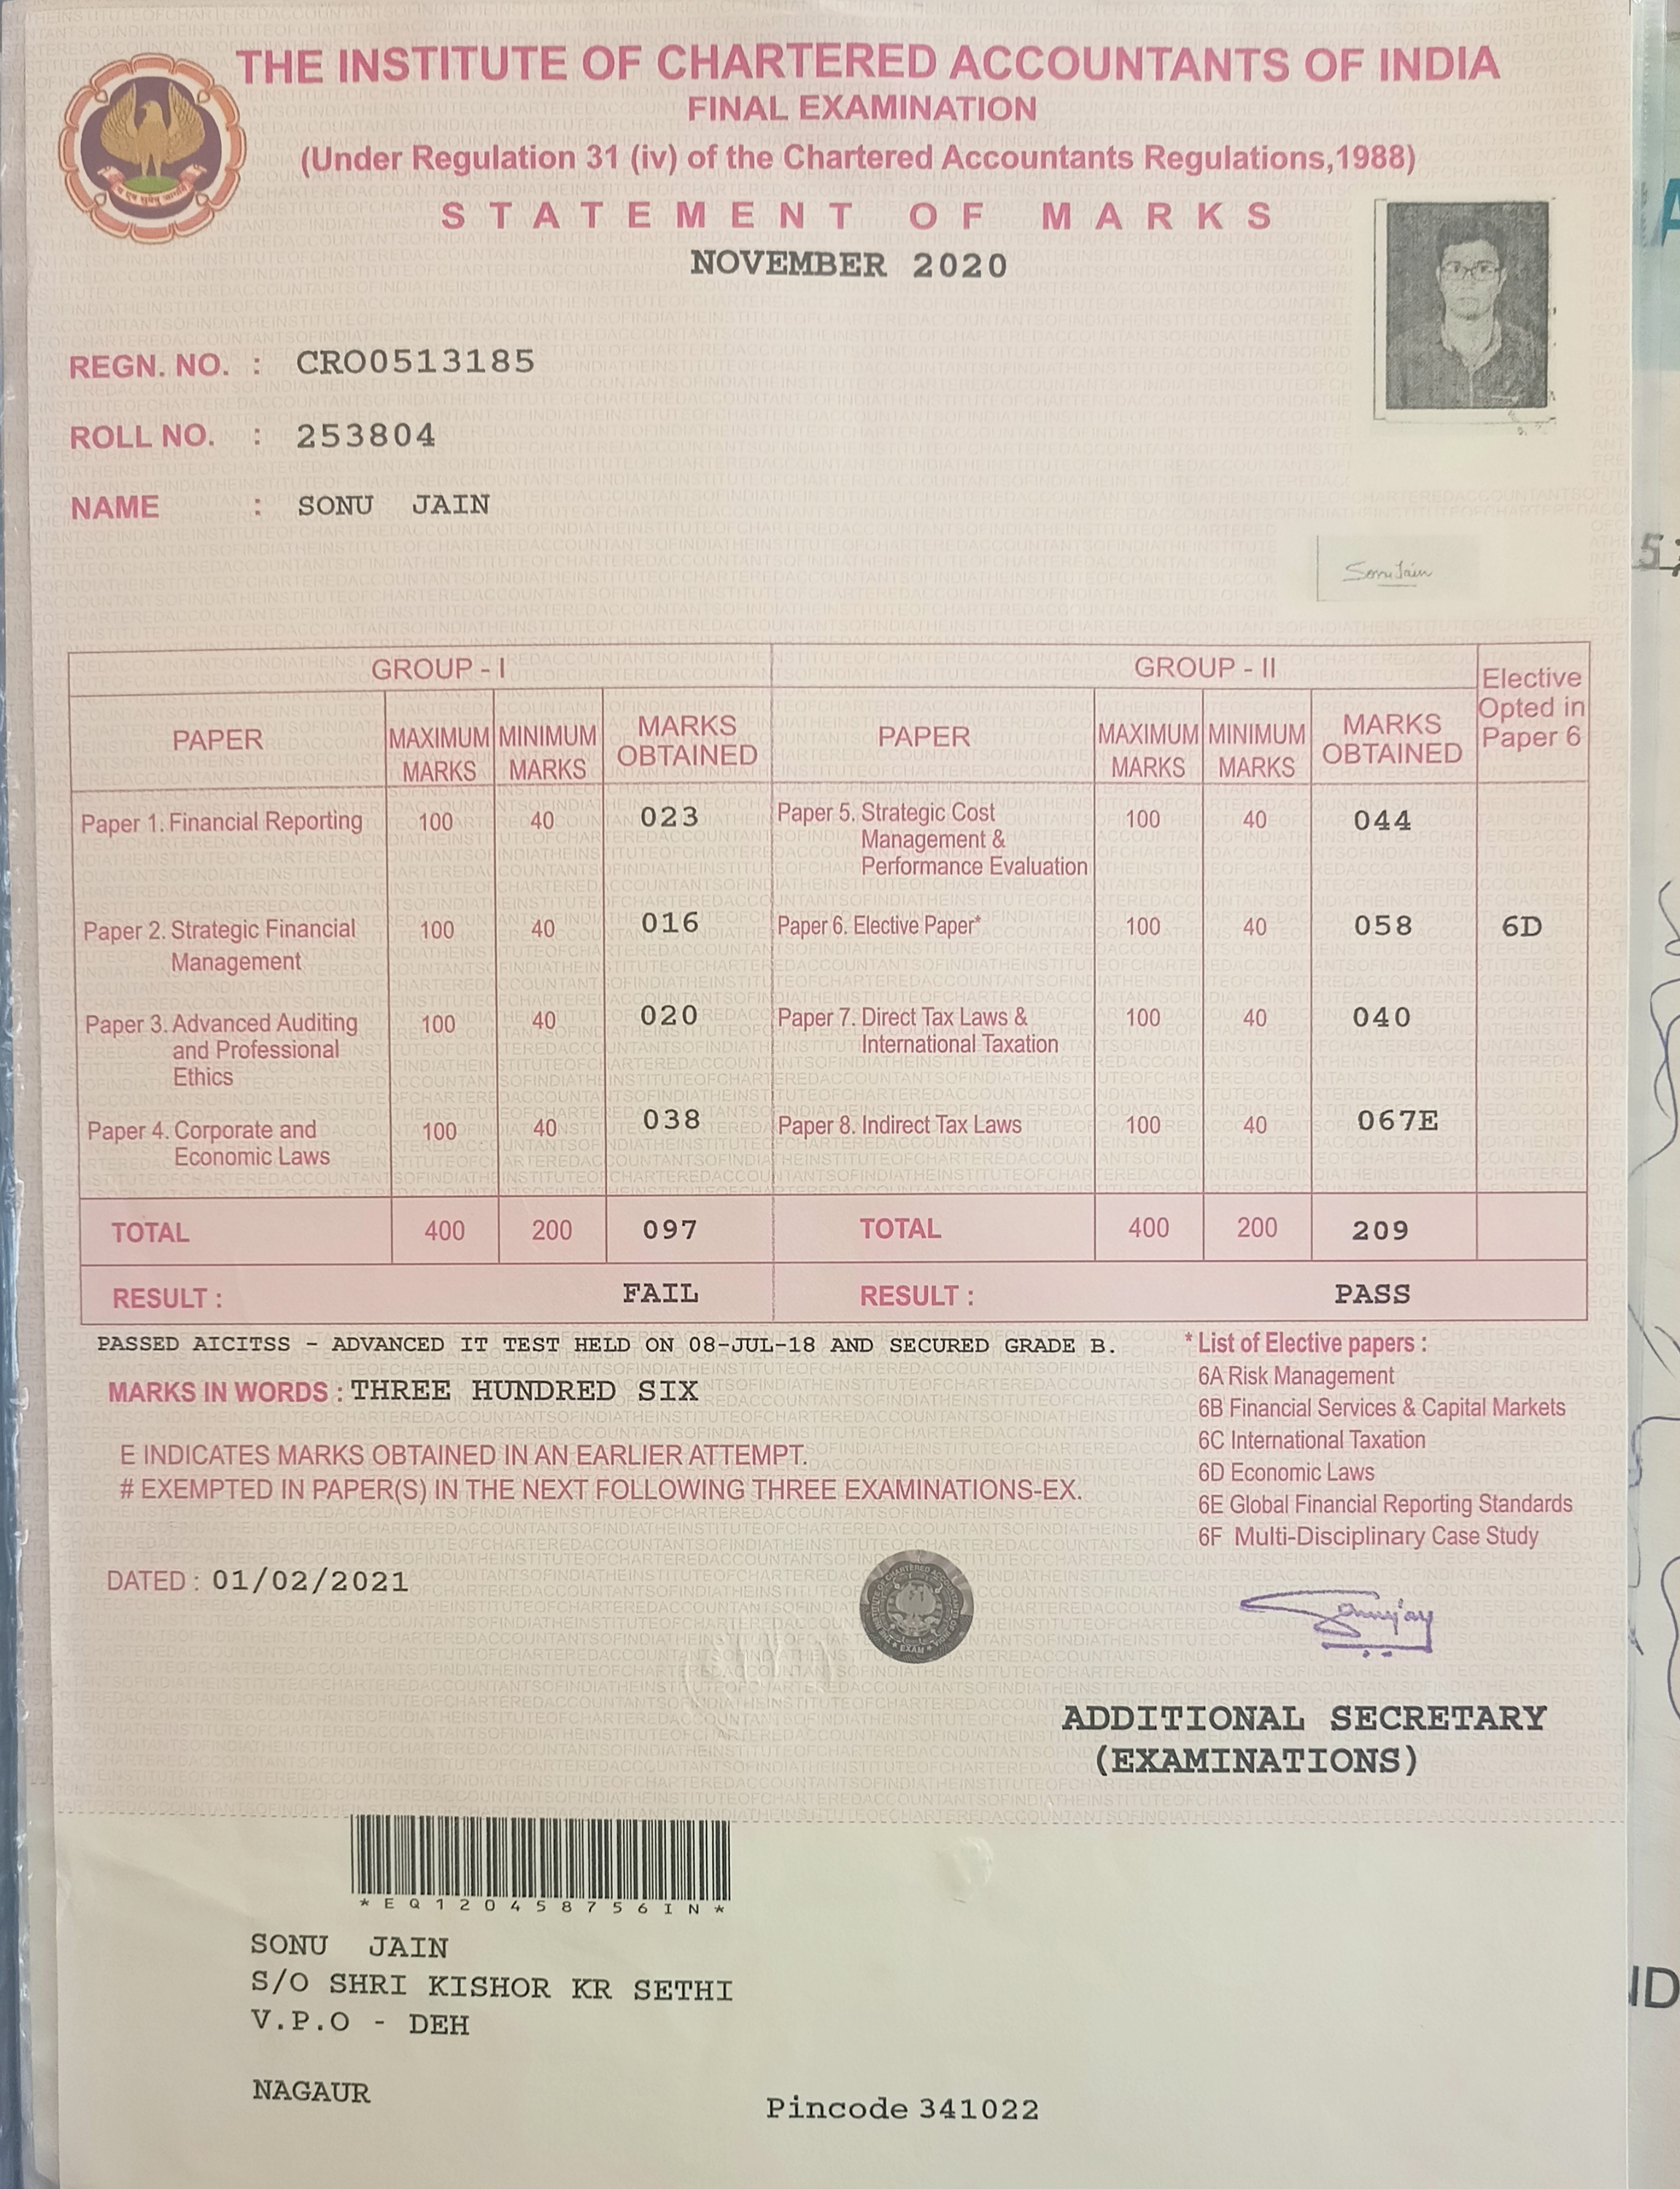 THE INSTITUTE OF CHARTERED ACCOUNTANTS OF INDIA
FINAL EXAMINATION
(Under Regulation 31 (iv) of the Chartered Accountants Regulations,1988)
STATEMENT OF MARKS
NOVEMBER 2020
REGN. NO. : CRO0513185
ROLL NO. : 253804
NAME : SONU JAIN
Sonu Jain
GROUP - I GROUP - II Elective Opted in Paper 6
PAPER MAXIMUM MARKS MINIMUM MARKS MARKS OBTAINED PAPER MAXIMUM MARKS MINIMUM MARKS MARKS OBTAINED
Paper 1. Financial Reporting 100 40 023 Paper 5. Strategic Cost Management & Performance Evaluation 100 40 044
Paper 2. Strategic Financial Management 100 40 016 Paper 6. Elective Paper* 100 40 058 6D
Paper 3. Advanced Auditing and Professional Ethics 100 40 020 Paper 7. Direct Tax Laws & International Taxation 100 40 040
Paper 4. Corporate and Economic Laws 100 40 038 Paper 8. Indirect Tax Laws 100 40 067E
TOTAL 400 200 097 TOTAL 400 200 209
RESULT : FAIL RESULT : PASS
PASSED AICITSS - ADVANCED IT TEST HELD ON 08-JUL-18 AND SECURED GRADE B.
MARKS IN WORDS : THREE HUNDRED SIX
E INDICATES MARKS OBTAINED IN AN EARLIER ATTEMPT.
# EXEMPTED IN PAPER(S) IN THE NEXT FOLLOWING THREE EXAMINATIONS-EX.
* List of Elective papers :
6A Risk Management
6B Financial Services & Capital Markets
6C International Taxation
6D Economic Laws
6E Global Financial Reporting Standards
6F Multi-Disciplinary Case Study
DATED : 01/02/2021
ADDITIONAL SECRETARY
(EXAMINATIONS)
*EQ120458756IN*
SONU JAIN
S/O SHRI KISHOR KR SETHI
V.P.O - DEH
NAGAUR
Pincode 341022